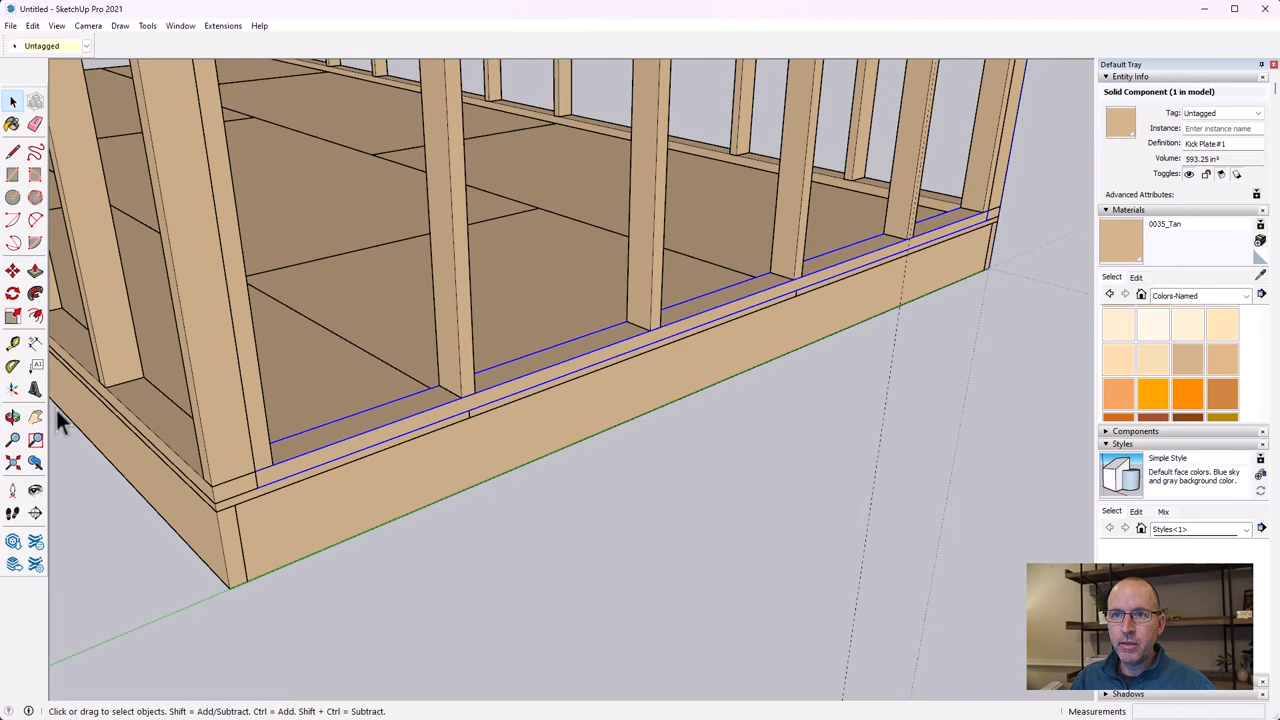 Untitled - SketchUp Pro 2021
File Edit View Camera Draw Tools Window Extensions Help
Untagged
Default Tray
Entity Info
Solid Component (1 in model)
Tag: Untagged
Instance: Enter instance name
Definition: Kick Plate#1
Volume: 593.25 in³
Toggles:
Advanced Attributes:
Materials
0035_Tan
Select Edit
Colors-Named
Components
Styles
Simple Style
Default face colors. Blue sky
and gray background color.
Select Edit Mix
Styles<1>
Shadows
Click or drag to select objects. Shift = Add/Subtract. Ctrl = Add. Shift + Ctrl = Subtract.
Measurements